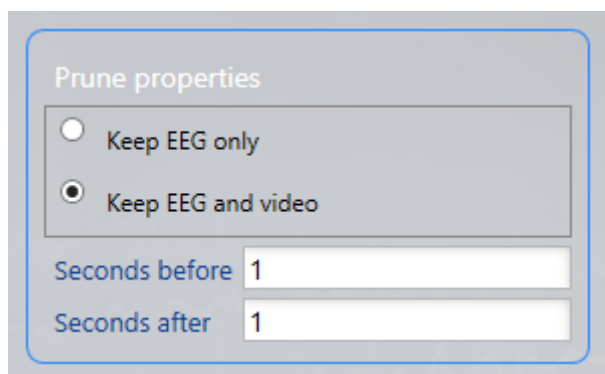 Prune properties
Keep EEG only
Keep EEG and video
Seconds before 1
Seconds after 1